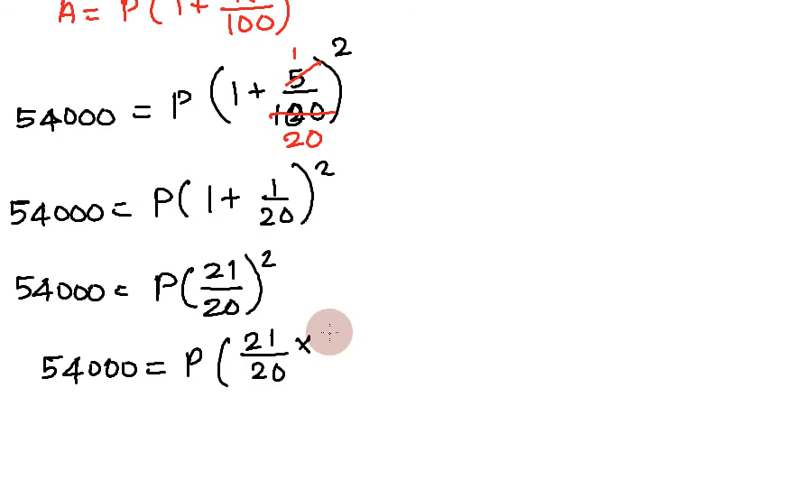 A = P(1 + /100)
54000 = P(1 + 5/100)² 1 20
54000 = P(1 + 1/20)²
54000 = P(21/20)²
54000 = P(21/20 ×